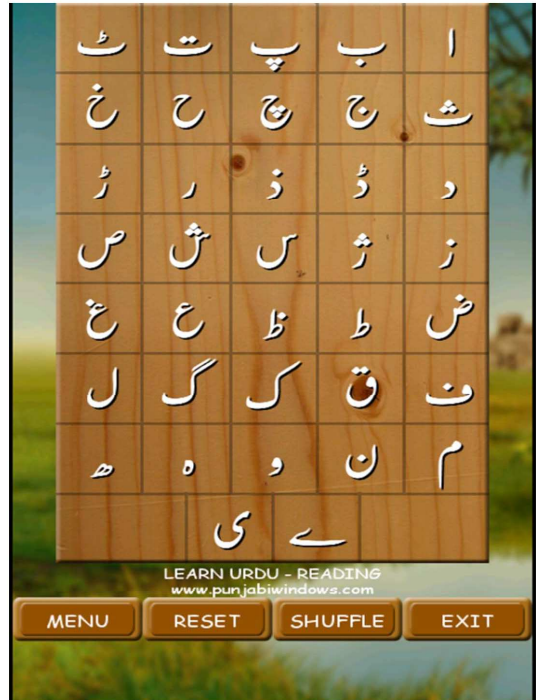 ا ب پ ت ٹ
ث ج چ ح خ
د ڈ ذ ر ڑ
ز ژ س ش ص
ض ط ظ ع غ
ف ق ک گ ل
م ن و ہ ھ
ے ی
LEARN URDU - READING
www.punjabiwindows.com
MENU RESET SHUFFLE EXIT